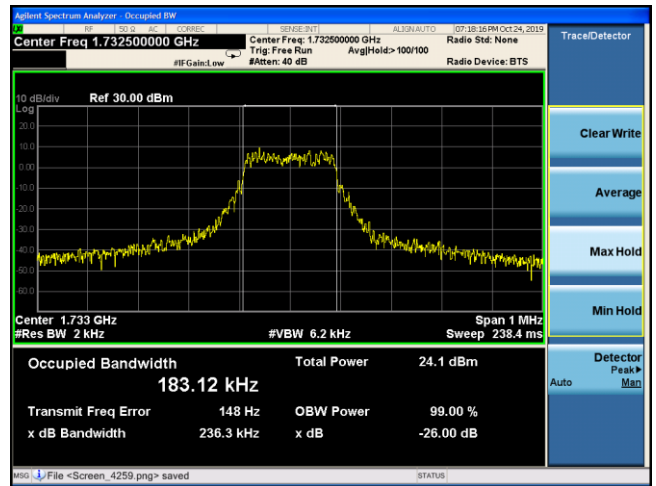 Agilent Spectrum Analyzer - Occupied BW
RF 50 Ω AC CORREC SENSE:INT ALIGNAUTO 07:18:16 PM Oct 24, 2019
Center Freq 1.732500000 GHz
Center Freq: 1.732500000 GHz Radio Std: None
Trig: Free Run Avg|Hold:> 100/100
#IFGain:Low #Atten: 40 dB Radio Device: BTS
Trace/Detector
10 dB/div Ref 30.00 dBm
Log
20.0
10.0
0.00
-10.0
-20.0
-30.0
-40.0
-50.0
-60.0
Clear Write
Average
Max Hold
Min Hold
Center 1.733 GHz Span 1 MHz
#Res BW 2 kHz #VBW 6.2 kHz Sweep 238.4 ms
Occupied Bandwidth Total Power 24.1 dBm
183.12 kHz
Transmit Freq Error 148 Hz OBW Power 99.00 %
x dB Bandwidth 236.3 kHz x dB -26.00 dB
Detector
Peak▶
Auto Man
MSG File <Screen_4259.png> saved STATUS